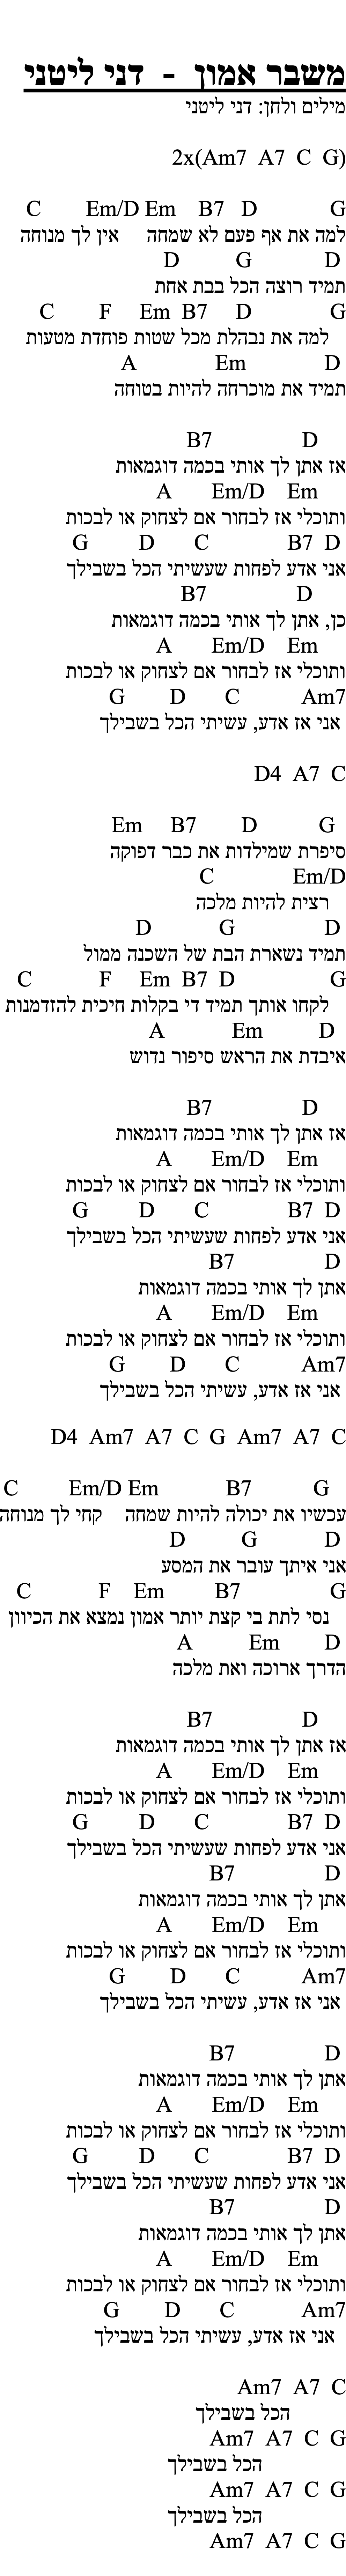 משבר אמון - דני ליטני
מילים ולחן: דני ליטני
2x(Am7 A7 C G)
C Em/D Em B7 D G
למה את אף פעם לא שמחה אין לך מנוחה
D G D
תמיד רוצה הכל בבת אחת
C F Em B7 D G
למה את נבהלת מכל שטות פוחדת מטעות
A Em D
תמיד את מוכרחה להיות בטוחה
B7 D
אז אתן לך אותי בכמה דוגמאות
A Em/D Em
ותוכלי אז לבחור אם לצחוק או לבכות
G D C B7 D
אני אדע לפחות שעשיתי הכל בשבילך
B7 D
כן, אתן לך אותי בכמה דוגמאות
A Em/D Em
ותוכלי אז לבחור אם לצחוק או לבכות
G D C Am7
אני אז אדע, עשיתי הכל בשבילך
D4 A7 C
Em B7 D G
סיפרת שמילדות את כבר דפוקה
C Em/D
רצית להיות מלכה
D G D
תמיד נשארת הבת של השכנה ממול
C F Em B7 D G
לקחו אותך תמיד די בקלות חיכית להזדמנות
A Em D
איבדת את הראש סיפור נדוש
B7 D
אז אתן לך אותי בכמה דוגמאות
A Em/D Em
ותוכלי אז לבחור אם לצחוק או לבכות
G D C B7 D
אני אדע לפחות שעשיתי הכל בשבילך
B7 D
אתן לך אותי בכמה דוגמאות
A Em/D Em
ותוכלי אז לבחור אם לצחוק או לבכות
G D C Am7
אני אז אדע, עשיתי הכל בשבילך
D4 Am7 A7 C G Am7 A7 C
C Em/D Em B7 G
עכשיו את יכולה להיות שמחה קחי לך מנוחה
D G D
אני איתך עובר את המסע
C F Em B7 G
נסי לתת בי קצת יותר אמון נמצא את הכיוון
A Em D
הדרך ארוכה ואת מלכה
B7 D
אז אתן לך אותי בכמה דוגמאות
A Em/D Em
ותוכלי אז לבחור אם לצחוק או לבכות
G D C B7 D
אני אדע לפחות שעשיתי הכל בשבילך
B7 D
אתן לך אותי בכמה דוגמאות
A Em/D Em
ותוכלי אז לבחור אם לצחוק או לבכות
G D C Am7
אני אז אדע, עשיתי הכל בשבילך
B7 D
אתן לך אותי בכמה דוגמאות
A Em/D Em
ותוכלי אז לבחור אם לצחוק או לבכות
G D C B7 D
אני אדע לפחות שעשיתי הכל בשבילך
B7 D
אתן לך אותי בכמה דוגמאות
A Em/D Em
ותוכלי אז לבחור אם לצחוק או לבכות
G D C Am7
אני אז אדע, עשיתי הכל בשבילך
Am7 A7 C
הכל בשבילך
Am7 A7 C G
הכל בשבילך
Am7 A7 C G
הכל בשבילך
Am7 A7 C G